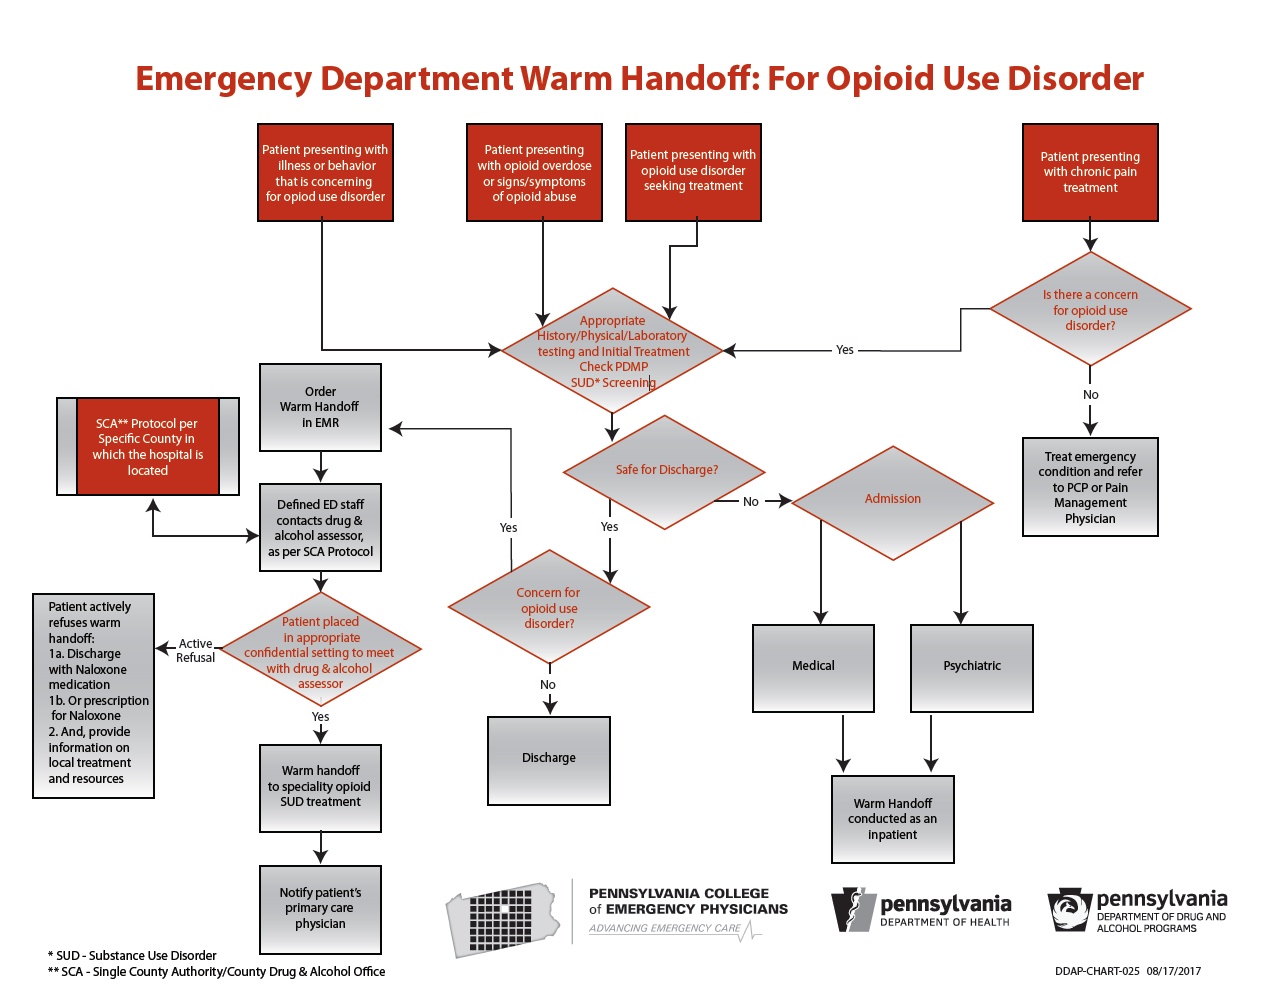 Emergency Department Warm Handoff: For Opioid Use Disorder
Patient presenting with
illness or behavior
that is concerning
for opiod use disorder
Patient presenting
with opioid overdose
or signs/symptoms
of opioid abuse
Patient presenting with
opioid use disorder
seeking treatment
Patient presenting
with chronic pain
treatment
Is there a concern
for opioid use
disorder?
Appropriate
History/Physical/Laboratory
testing and Initial Treatment
Check PDMP
SUD* Screening
Yes
No
Order
Warm Handoff
in EMR
SCA** Protocol per
Specific County in
which the hospital is
located
Safe for Discharge?
No
Admission
Treat emergency
condition and refer
to PCP or Pain
Management
Physician
Defined ED staff
contacts drug &
alcohol assessor,
as per SCA Protocol
Yes
Yes
Concern for
opioid use
disorder?
Patient actively
refuses warm
handoff:
1a. Discharge
with Naloxone
medication
1b. Or prescription
for Naloxone
2. And, provide
information on
local treatment
and resources
Active
Refusal
Patient placed
in appropriate
confidential setting to meet
with drug & alcohol
assessor
Medical
Psychiatric
No
Yes
Discharge
Warm handoff
to speciality opioid
SUD treatment
Warm Handoff
conducted as an
inpatient
Notify patient's
primary care
physician
PENNSYLVANIA COLLEGE
of EMERGENCY PHYSICIANS
ADVANCING EMERGENCY CARE
pennsylvania
DEPARTMENT OF HEALTH
pennsylvania
DEPARTMENT OF DRUG AND
ALCOHOL PROGRAMS
* SUD - Substance Use Disorder
** SCA - Single County Authority/County Drug & Alcohol Office
DDAP-CHART-025 08/17/2017